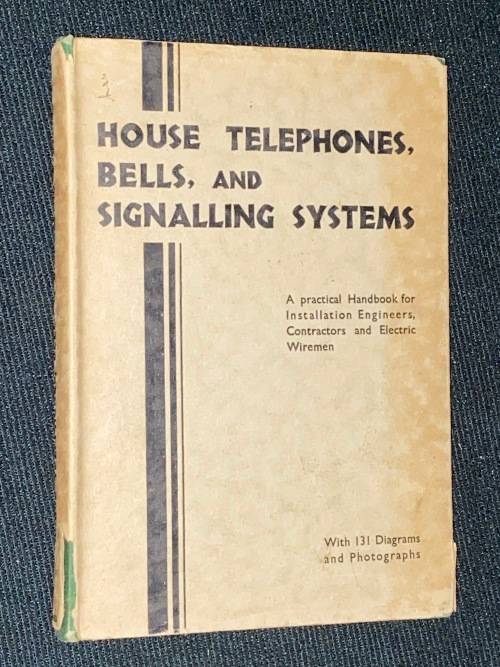 HOUSE TELEPHONES,
BELLS, AND
SIGNALLING SYSTEMS
A practical Handbook for
Installation Engineers,
Contractors and Electric
Wiremen
With 131 Diagrams
and Photographs